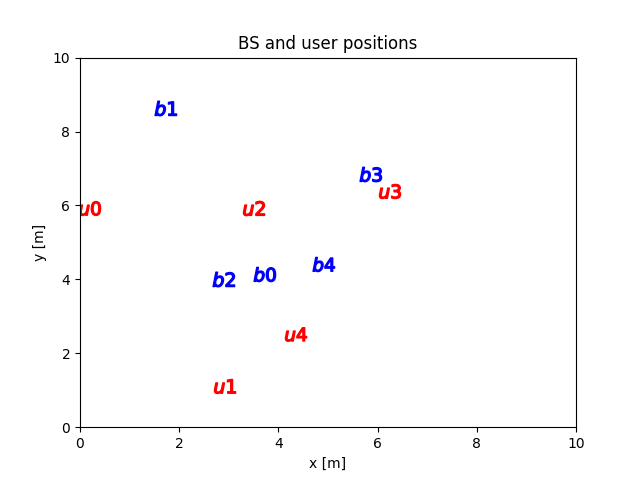 BS and user positions
10
b1
8
b3
u3
6
u0
u2
b4
b0
b2
4
u4
2
u1
0
0 2 4 6 8 10
x [m]
y [m]